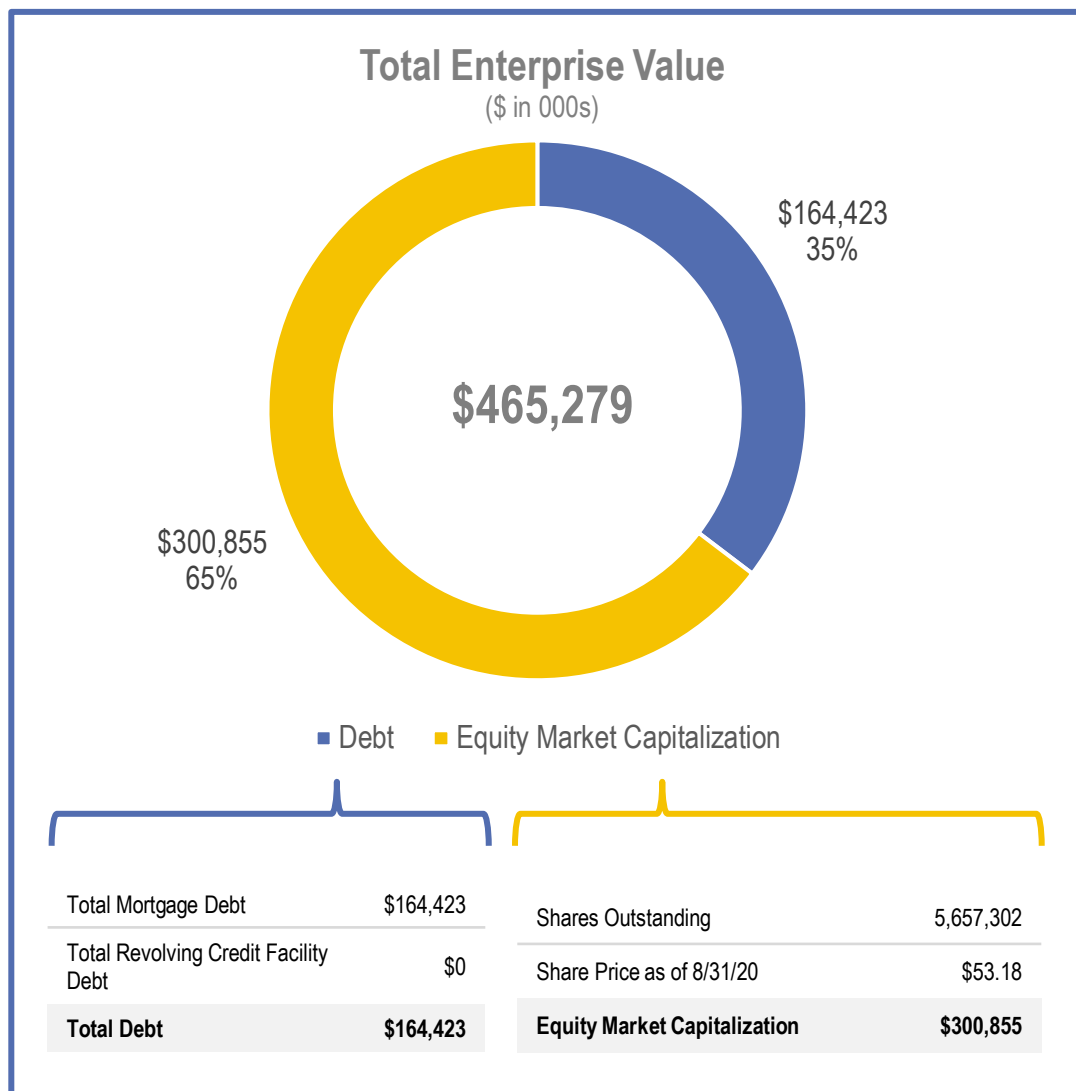 Total Enterprise Value
($ in 000s)
$164,423
35%
$465,279
$300,855
65%
Debt
Equity Market Capitalization
Total Mortgage Debt $164,423
Total Revolving Credit Facility
Debt
$0
Total Debt $164,423
Shares Outstanding 5,657,302
Share Price as of 8/31/20 $53.18
Equity Market Capitalization $300,855